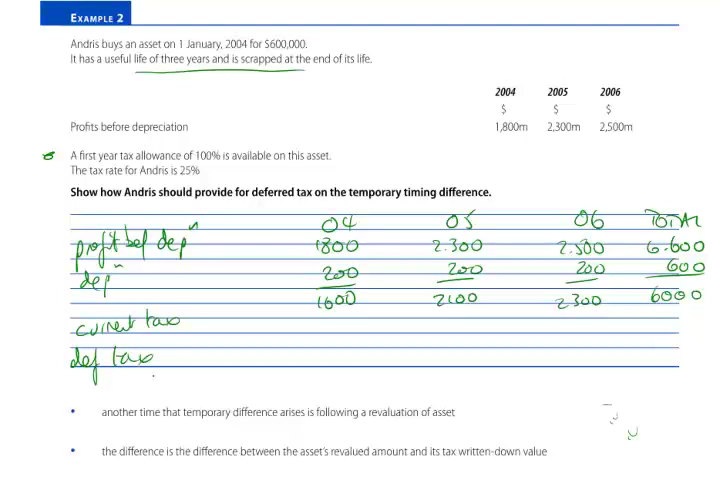 EXAMPLE 2
Andris buys an asset on 1 January, 2004 for $600,000.
It has a useful life of three years and is scrapped at the end of its life.
2004 2005 2006
$ $ $
Profits before depreciation 1,800m 2,300m 2,500m
A first year tax allowance of 100% is available on this asset.
The tax rate for Andris is 25%
Show how Andris should provide for deferred tax on the temporary timing difference.
04 05 06 TOTAL
profit bef depn 1800 2.300 2.500 6.600
depn 200 200 200 600
1600 2100 2300 6000
current tax
def tax
• another time that temporary difference arises is following a revaluation of asset
• the difference is the difference between the asset's revalued amount and its tax written-down value